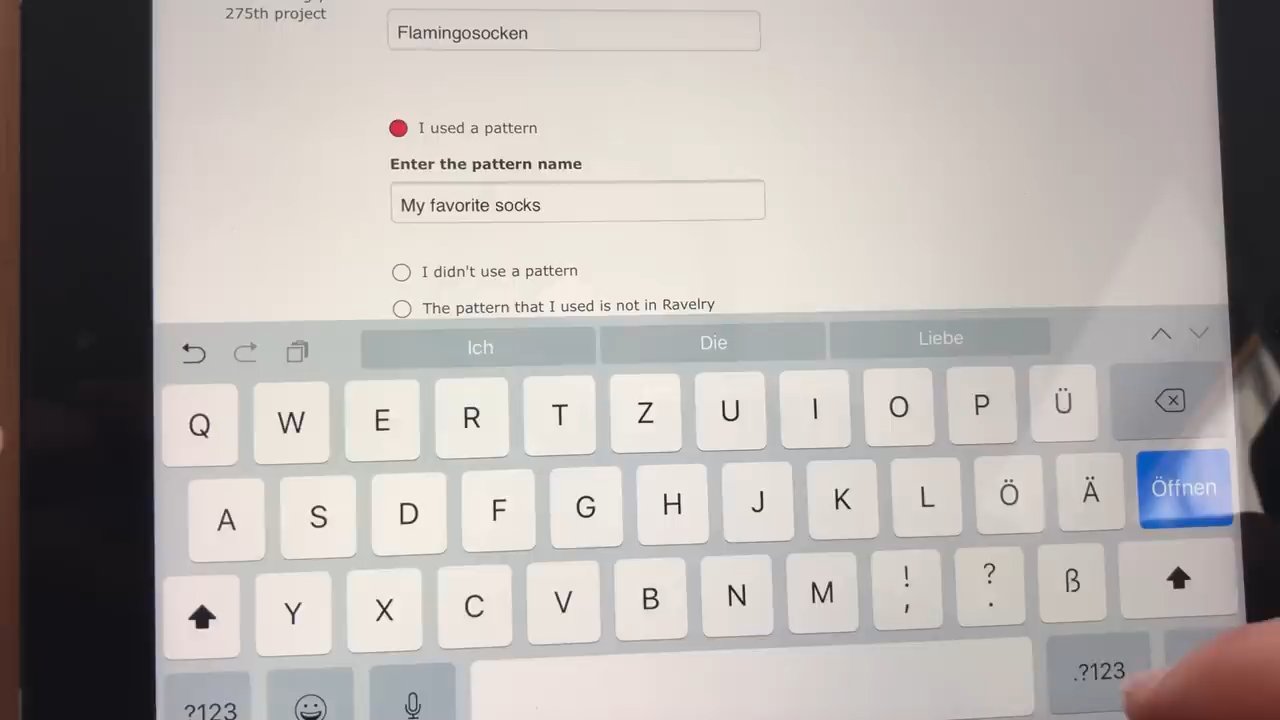 275th project
Flamingosocken
I used a pattern
Enter the pattern name
My favorite socks
I didn't use a pattern
The pattern that I used is not in Ravelry
Ich Die Liebe
Q W E R T Z U I O P Ü
A S D F G H J K L Ö Ä Öffnen
Y X C V B N M ! , ? . ß
?123 .?123